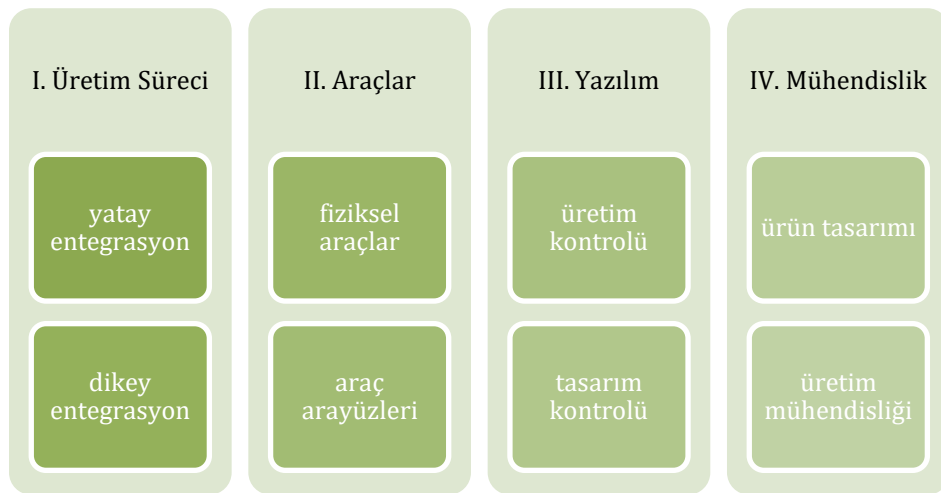 I. Üretim Süreci
yatay
entegrasyon
dikey
entegrasyon
II. Araçlar
fiziksel
araçlar
araç
arayüzleri
III. Yazılım
üretim
kontrolü
tasarım
kontrolü
IV. Mühendislik
ürün tasarımı
üretim
mühendisliği